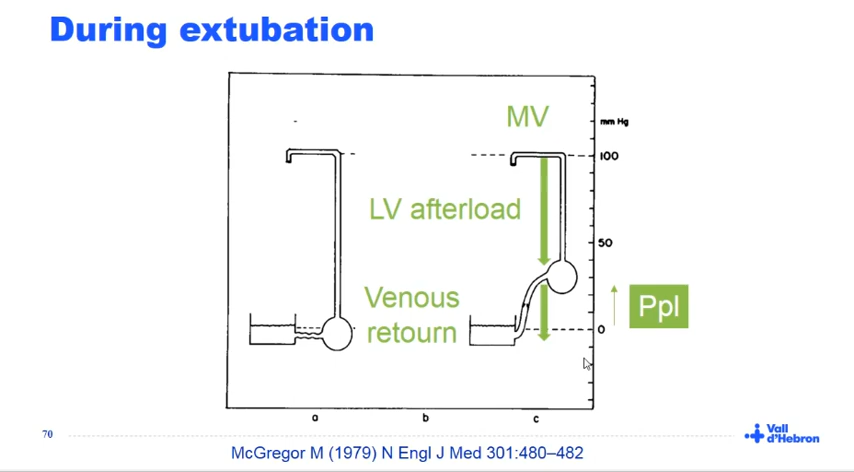 During extubation
MV
mm Hg
100
LV afterload
50
Venous
retourn
Ppl
0
a
b
c
70
Vall
d'Hebron
McGregor M (1979) N Engl J Med 301:480–482